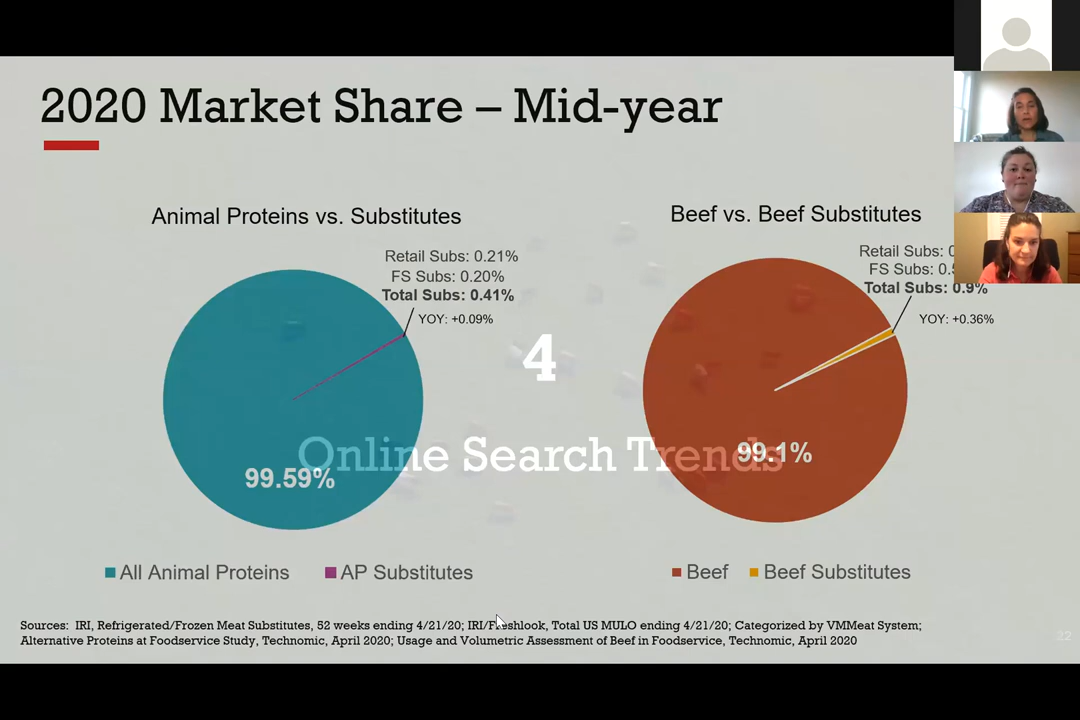 2020 Market Share – Mid-year
Animal Proteins vs. Substitutes
Retail Subs: 0.21%
FS Subs: 0.20%
Total Subs: 0.41%
YOY: +0.09%
99.59%
All Animal Proteins
AP Substitutes
4
Online Search Trends
Beef vs. Beef Substitutes
Retail Subs:
FS Subs:
Total Subs: 0.9%
YOY: +0.36%
99.1%
Beef
Beef Substitutes
Sources: IRI, Refrigerated/Frozen Meat Substitutes, 52 weeks ending 4/21/20; IRI/Freshlook, Total US MULO ending 4/21/20; Categorized by VMMeat System;
Alternative Proteins at Foodservice Study, Technomic, April 2020; Usage and Volumetric Assessment of Beef in Foodservice, Technomic, April 2020
22